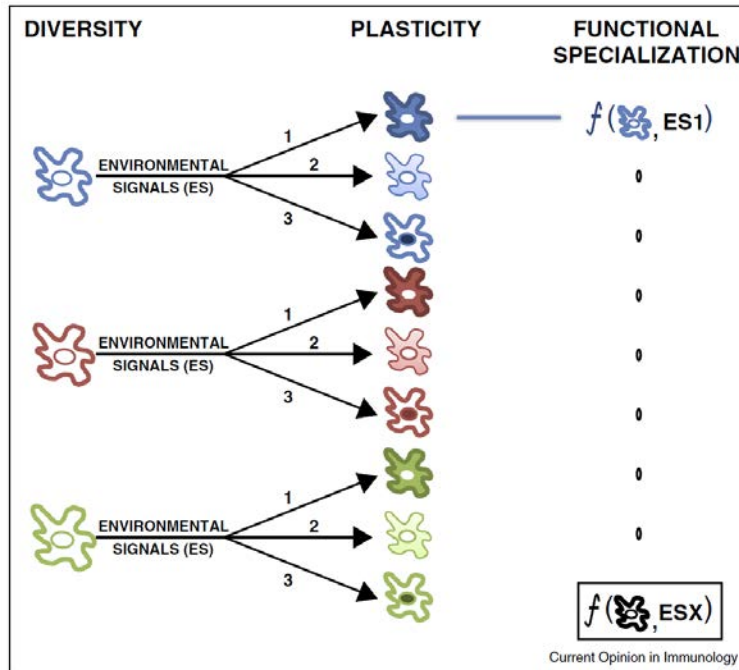 DIVERSITY
PLASTICITY
FUNCTIONAL
SPECIALIZATION
ENVIRONMENTAL
SIGNALS (ES)
1
2
3
f ( , ES1)
ENVIRONMENTAL
SIGNALS (ES)
1
2
3
ENVIRONMENTAL
SIGNALS (ES)
1
2
3
f ( , ESX)
Current Opinion in Immunology